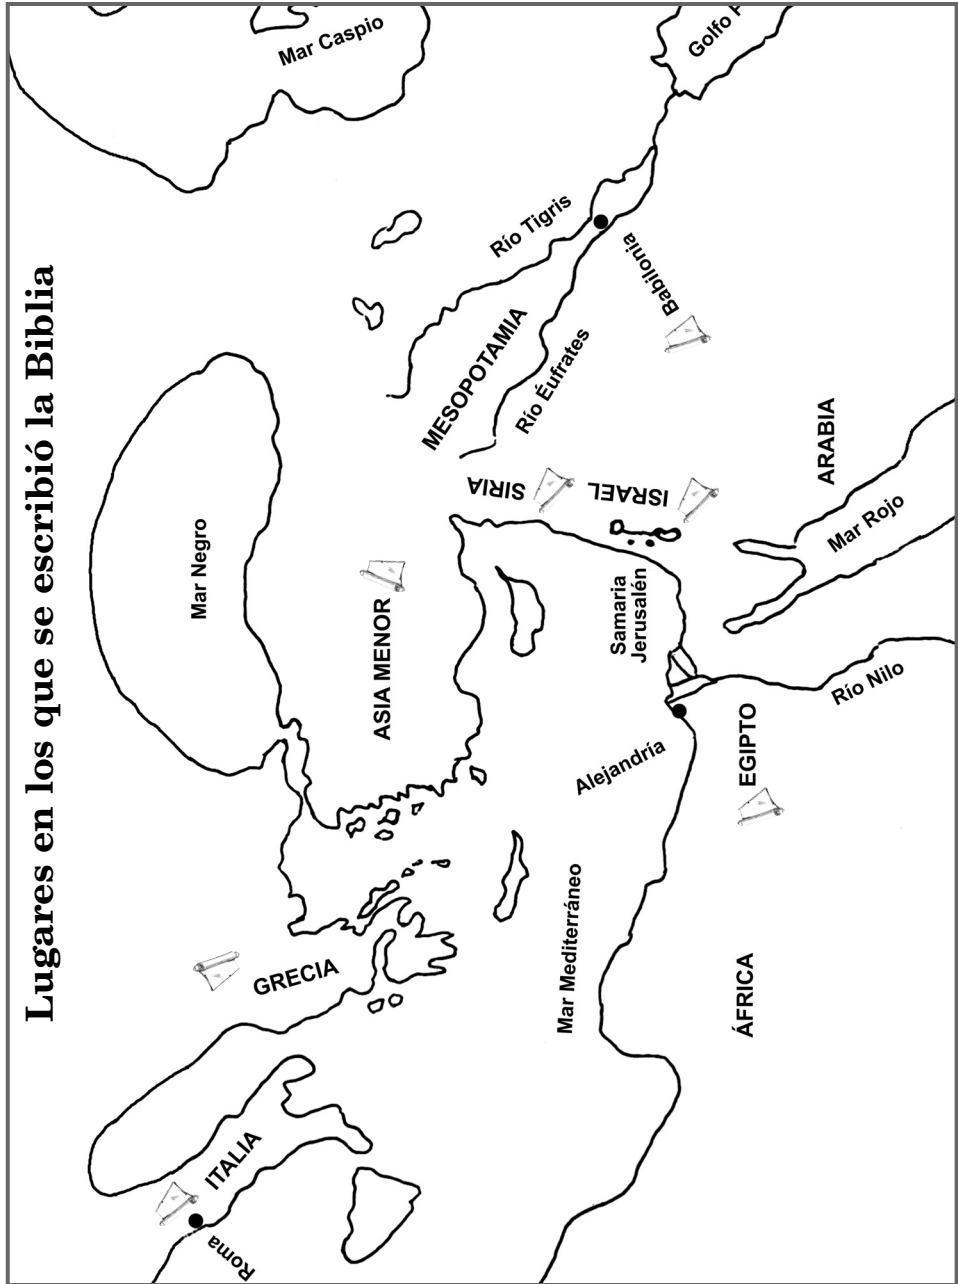 Lugares en los que se escribió la Biblia
Mar Caspio
Golfo
Mar Negro
Río Tigris
MESOPOTAMIA
Río Éufrates
Babilonia
ASIA MENOR
SIRIA
ISRAEL
ARABIA
Samaria
Jerusalén
Mar Rojo
GRECIA
Alejandría
EGIPTO
Río Nilo
ITALIA
Roma
Mar Mediterráneo
ÁFRICA